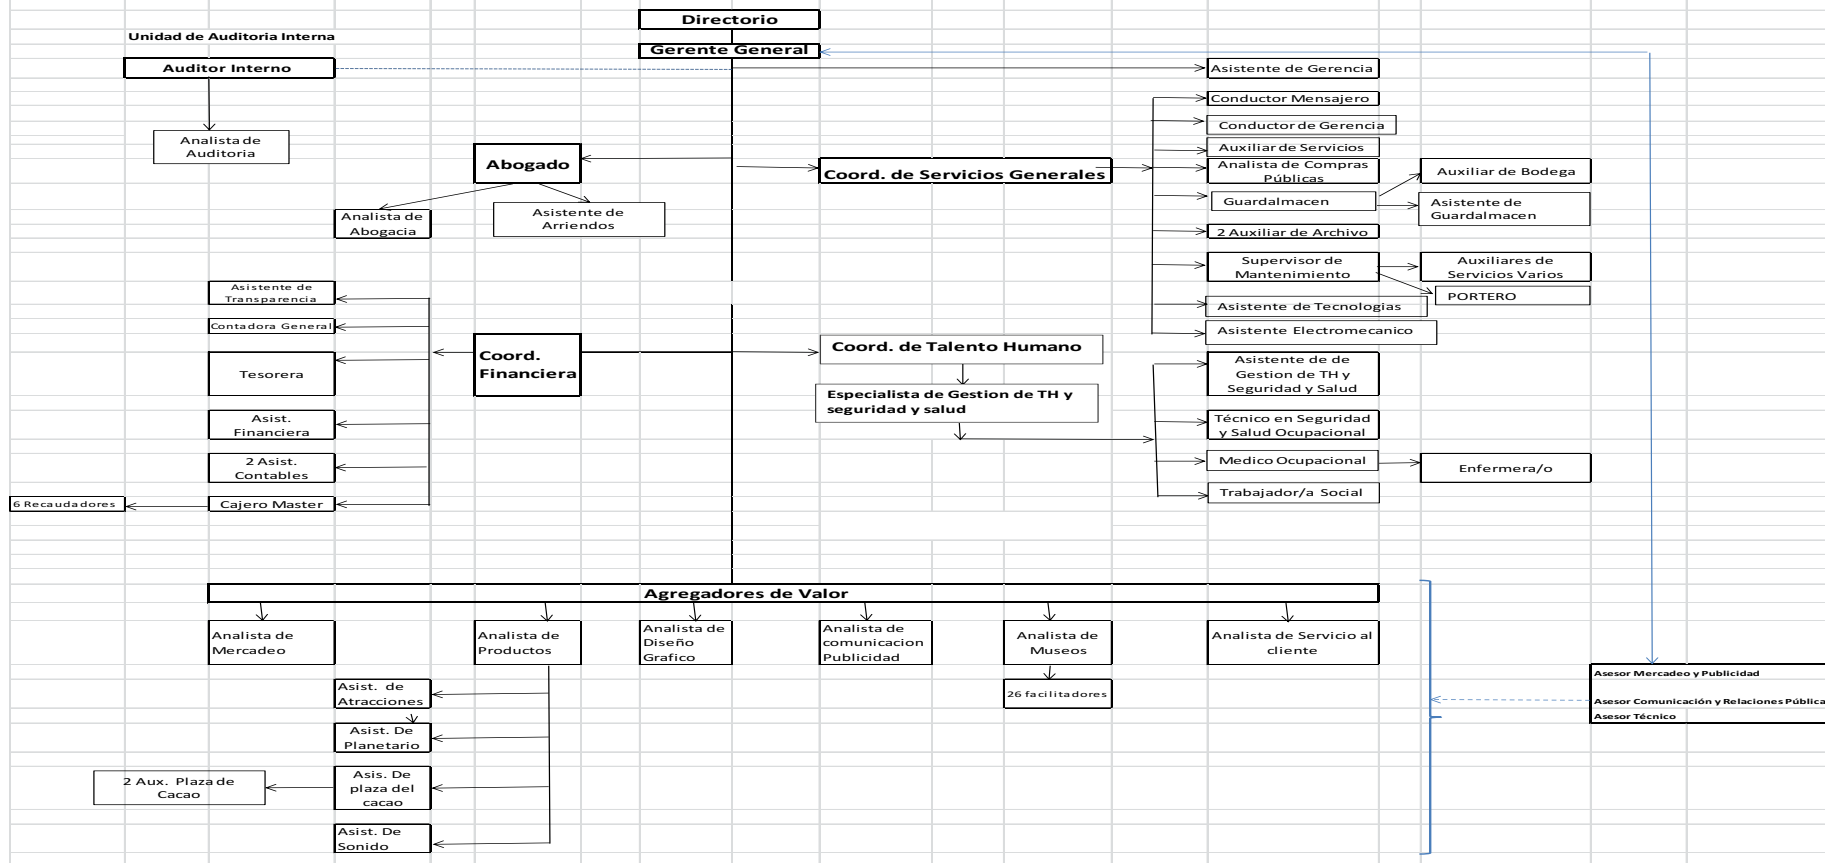 Directorio
Unidad de Auditoria Interna
Gerente General
Auditor Interno
Asistente de Gerencia
Conductor Mensajero
Conductor de Gerencia
Analista de
Auditoria
Abogado
Auxiliar de Servicios
Analista de Compras
Públicas
Coord. de Servicios Generales
Auxiliar de Bodega
Guardalmacen
Asistente de
Guardalmacen
Analista de
Abogacia
Asistente de
Arriendos
2 Auxiliar de Archivo
Supervisor de
Mantenimiento
Auxiliares de
Servicios Varios
PORTERO
Asistente de
Transparencia
Asistente de Tecnologias
Contadora General
Asistente Electromecanico
Coord.
Financiera
Coord. de Talento Humano
Tesorera
Asistente de de
Gestion de TH y
Seguridad y Salud
Especialista de Gestion de TH y
seguridad y salud
Asist.
Financiera
Técnico en Seguridad
y Salud Ocupacional
2 Asist.
Contables
Medico Ocupacional
Enfermera/o
6 Recaudadores
Cajero Master
Trabajador/a Social
Agregadores de Valor
Analista de
Mercadeo
Analista de
Productos
Analista de
Diseño
Grafico
Analista de
comunicacion
Publicidad
Analista de
Museos
Analista de Servicio al
cliente
Asesor Mercadeo y Publicidad
Asesor Comunicación y Relaciones Pública
Asesor Técnico
Asist. de
Atracciones
26 facilitadores
Asist. De
Planetario
2 Aux. Plaza de
Cacao
Asis. De
plaza del
cacao
Asist. De
Sonido